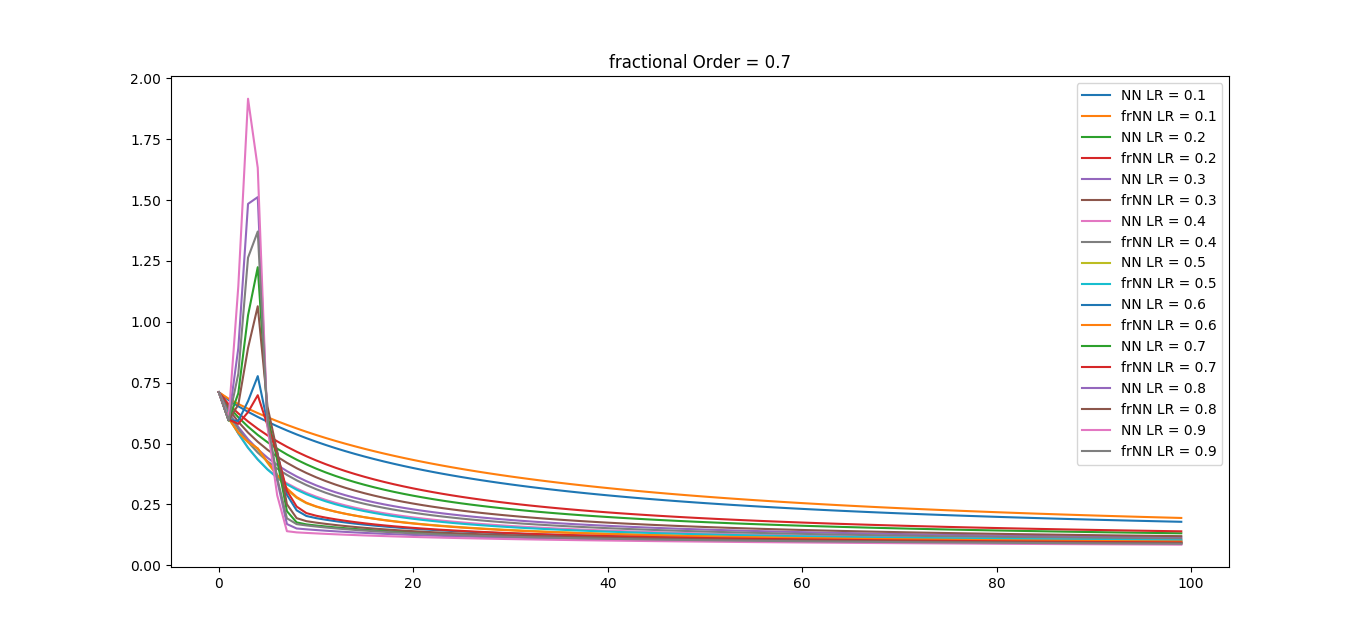 fractional Order = 0.7
2.00
1.75
1.50
1.25
1.00
0.75
0.50
0.25
0.00
0
20
40
60
80
100
NN LR = 0.1
frNN LR = 0.1
NN LR = 0.2
frNN LR = 0.2
NN LR = 0.3
frNN LR = 0.3
NN LR = 0.4
frNN LR = 0.4
NN LR = 0.5
frNN LR = 0.5
NN LR = 0.6
frNN LR = 0.6
NN LR = 0.7
frNN LR = 0.7
NN LR = 0.8
frNN LR = 0.8
NN LR = 0.9
frNN LR = 0.9